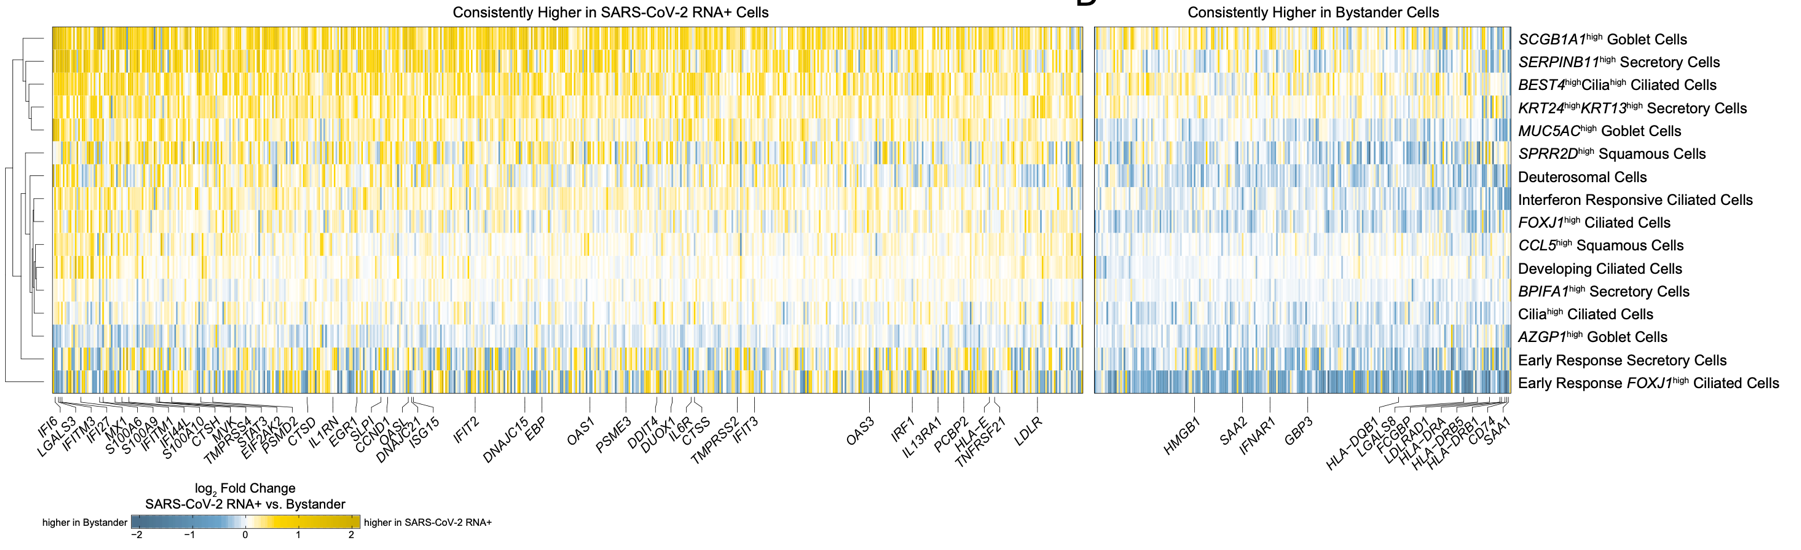 Consistently Higher in SARS-CoV-2 RNA+ Cells
Consistently Higher in Bystander Cells
SCGB1A1high Goblet Cells
SERPINB11high Secretory Cells
BEST4highCiliahigh Ciliated Cells
KRT24highKRT13high Secretory Cells
MUC5AChigh Goblet Cells
SPRR2Dhigh Squamous Cells
Deuterosomal Cells
Interferon Responsive Ciliated Cells
FOXJ1high Ciliated Cells
CCL5high Squamous Cells
Developing Ciliated Cells
BPIFA1high Secretory Cells
Ciliahigh Ciliated Cells
AZGP1high Goblet Cells
Early Response Secretory Cells
Early Response FOXJ1high Ciliated Cells
IFI6
LGALS3
IFITM3
IFI27
MX1
S100A6
S100A9
IFITM1
IFI44L
S100A10
CTSH
MVK
TMPRSS4
STAT3
EIF2AK2
PSMD2
CTSD
IL1RN
EGR1
SLPI
CCND1
OASL
DNAJC21
ISG15
IFIT2
DNAJC15
EBP
OAS1
PSME3
DDIT4
DUOX1
IL6R
CTSS
TMPRSS2
IFIT3
OAS3
IRF1
IL13RA1
PCBP2
HLA−E
TNFRSF21
LDLR
HMGB1
SAA2
IFNAR1
GBP3
HLA−DQB1
LGALS8
FCGBP
LDLRAD1
HLA−DRA
HLA−DRB5
HLA−DRB1
CD74
SAA1
log2 Fold Change
SARS-CoV-2 RNA+ vs. Bystander
higher in Bystander
higher in SARS-CoV-2 RNA+
−2 −1 0 1 2